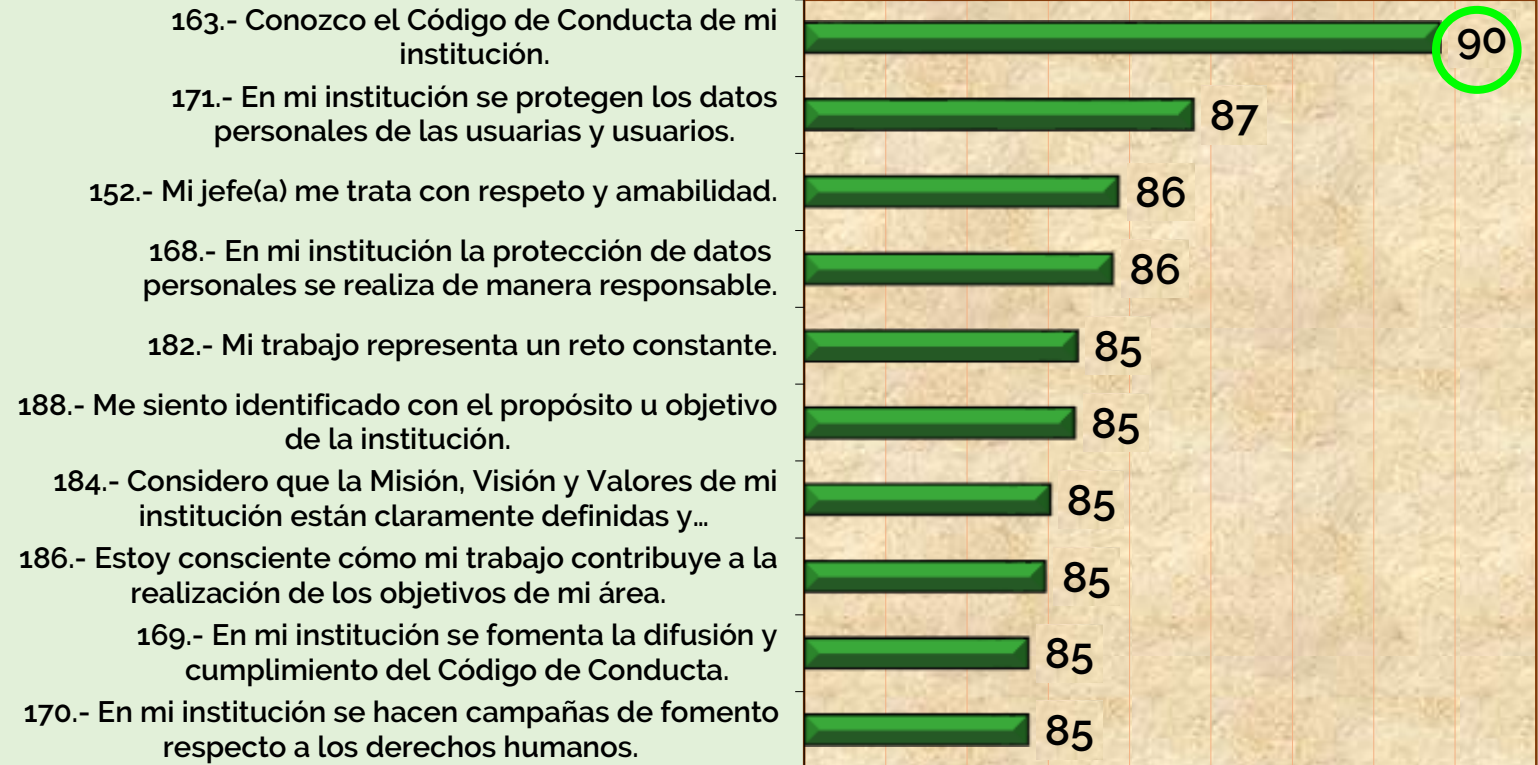 163.- Conozco el Código de Conducta de mi
institución.
90
171.- En mi institución se protegen los datos
personales de las usuarias y usuarios.
87
152.- Mi jefe(a) me trata con respeto y amabilidad.
86
168.- En mi institución la protección de datos
personales se realiza de manera responsable.
86
182.- Mi trabajo representa un reto constante.
85
188.- Me siento identificado con el propósito u objetivo
de la institución.
85
184.- Considero que la Misión, Visión y Valores de mi
institución están claramente definidas y...
85
186.- Estoy consciente cómo mi trabajo contribuye a la
realización de los objetivos de mi área.
85
169.- En mi institución se fomenta la difusión y
cumplimiento del Código de Conducta.
85
170.- En mi institución se hacen campañas de fomento
respecto a los derechos humanos.
85